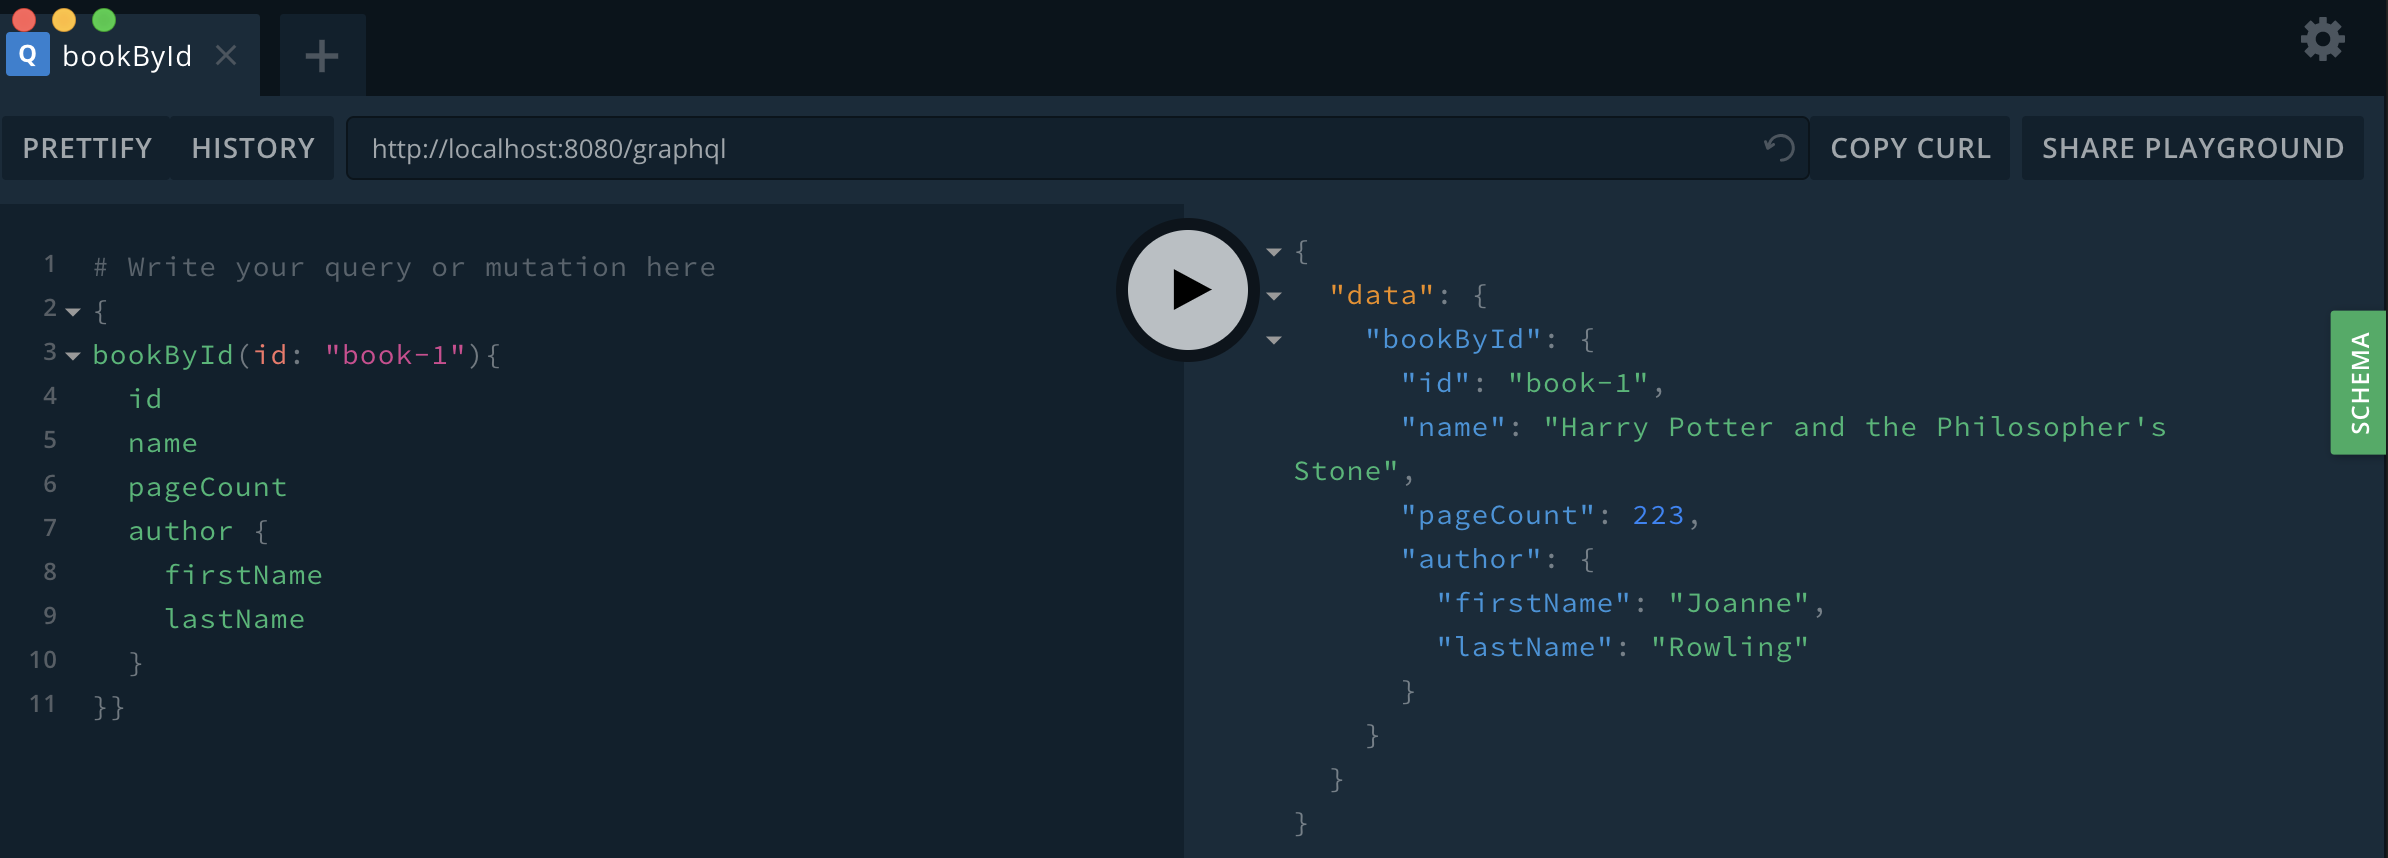 Q bookById
PRETTIFY HISTORY http://localhost:8080/graphql COPY CURL SHARE PLAYGROUND
1 # Write your query or mutation here
2 {
3 bookById(id: "book-1"){
4 id
5 name
6 pageCount
7 author {
8 firstName
9 lastName
10 }
11 }}
{
"data": {
"bookById": {
"id": "book-1",
"name": "Harry Potter and the Philosopher's
Stone",
"pageCount": 223,
"author": {
"firstName": "Joanne",
"lastName": "Rowling"
}
}
}
}
SCHEMA